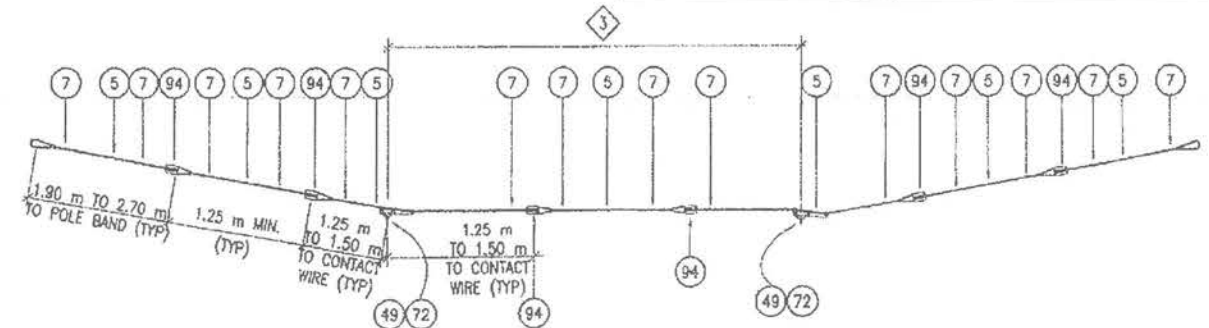 3
7 5 7 94 7 5 7 94 7 5 7 7 5 7 7 5 7 94 7 5 7 94 7 5 7
1.90 m TO 2.70 m
TO POLE BAND (TYP)
1.25 m MIN.
(TYP)
1.25 m
TO 1.50 m
TO CONTACT
WIRE (TYP)
1.25 m
TO 1.50 m
TO CONTACT
WIRE (TYP)
94
49 72
94
49 72